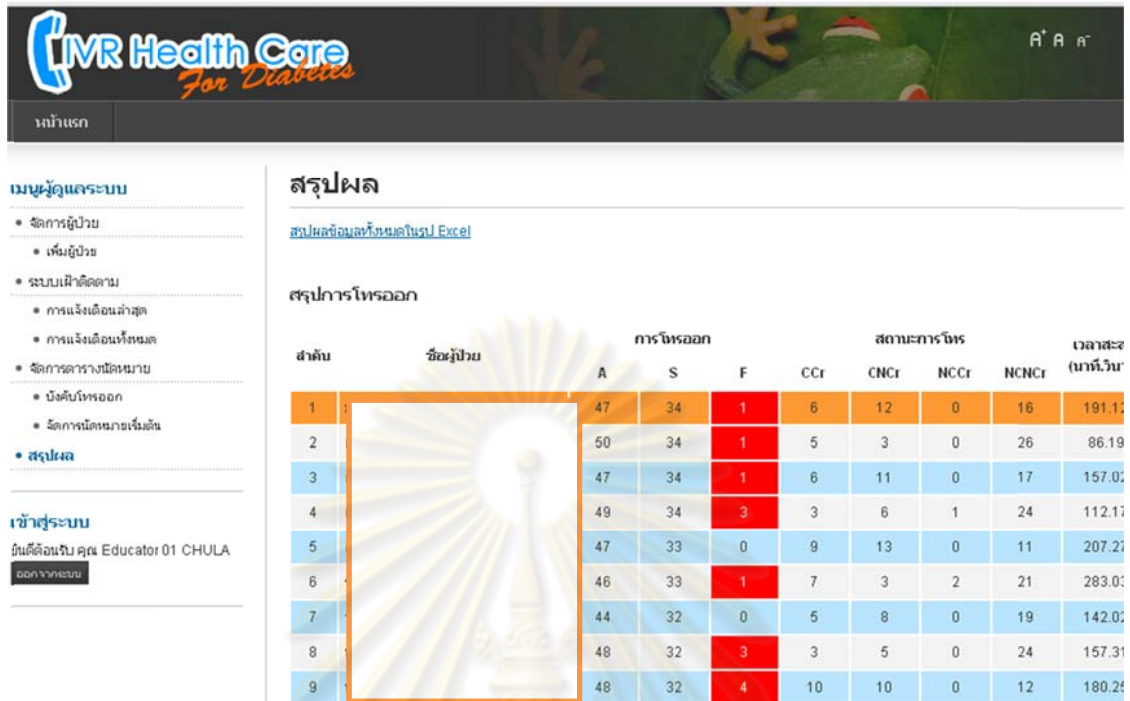 IVR Health Care
For Diabetes
A+ A A-
หน้าแรก
เมนูผู้ดูแลระบบ
จัดการผู้ป่วย
เพิ่มผู้ป่วย
ระบบเฝ้าติดตาม
การแจ้งเตือนล่าสุด
การแจ้งเตือนทั้งหมด
จัดการตารางนัดหมาย
บังคับโทรออก
จัดการนัดหมายเริ่มต้น
สรุปผล
เข้าสู่ระบบ
ยินดีต้อนรับ คุณ Educator 01 CHULA
ออกจากระบบ
สรุปผล
สรุปผลข้อมูลทั้งหมดในรูป Excel
สรุปการโทรออก
ลำดับ ชื่อผู้ป่วย การโทรออก สถานะการโทร เวลาสะส
A S F CCr CNCr NCCr NCNCr (นาที.วินา
1 47 34 1 6 12 0 16 191.12
2 50 34 1 5 3 0 26 86.19
3 47 34 1 6 11 0 17 157.02
4 49 34 3 3 6 1 24 112.17
5 47 33 0 9 13 0 11 207.27
6 46 33 1 7 3 2 21 283.03
7 44 32 0 5 8 0 19 142.02
8 48 32 3 3 5 0 24 157.31
9 48 32 4 10 10 0 12 180.25